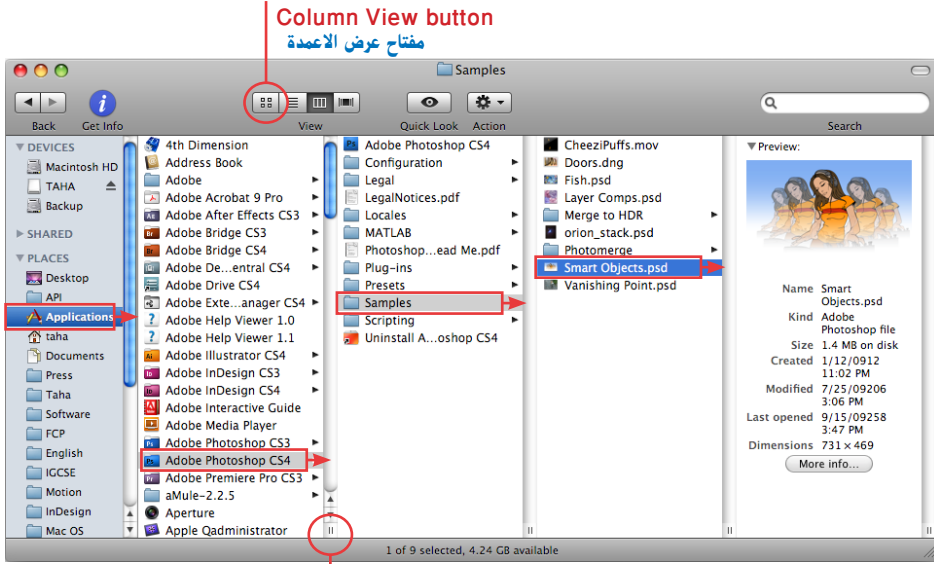 Column View button
مفتاح عرض الاعمدة
Samples
Back
Get Info
View
Quick Look
Action
Search
DEVICES
Macintosh HD
TAHA
Backup
SHARED
PLACES
Desktop
API
Applications
taha
Documents
Press
Taha
Software
FCP
English
IGCSE
Motion
InDesign
Mac OS
4th Dimension
Address Book
Adobe
Adobe Acrobat 9 Pro
Adobe After Effects CS3
Adobe Bridge CS3
Adobe Bridge CS4
Adobe De...entral CS4
Adobe Drive CS4
Adobe Exte...anager CS4
Adobe Help Viewer 1.0
Adobe Help Viewer 1.1
Adobe Illustrator CS4
Adobe InDesign CS3
Adobe InDesign CS4
Adobe Interactive Guide
Adobe Media Player
Adobe Photoshop CS3
Adobe Photoshop CS4
Adobe Premiere Pro CS3
aMule-2.2.5
Aperture
Apple Qadministrator
Adobe Photoshop CS4
Configuration
Legal
LegalNotices.pdf
Locales
MATLAB
Photoshop...ead Me.pdf
Plug-ins
Presets
Samples
Scripting
Uninstall A...oshop CS4
CheeziPuffs.mov
Doors.dng
Fish.psd
Layer Comps.psd
Merge to HDR
orion_stack.psd
Photomerge
Smart Objects.psd
Vanishing Point.psd
Preview:
Name Smart
Objects.psd
Kind Adobe
Photoshop file
Size 1.4 MB on disk
Created 1/12/0912
11:02 PM
Modified 7/25/09206
3:06 PM
Last opened 9/15/09258
3:47 PM
Dimensions 731 × 469
More info...
1 of 9 selected, 4.24 GB available